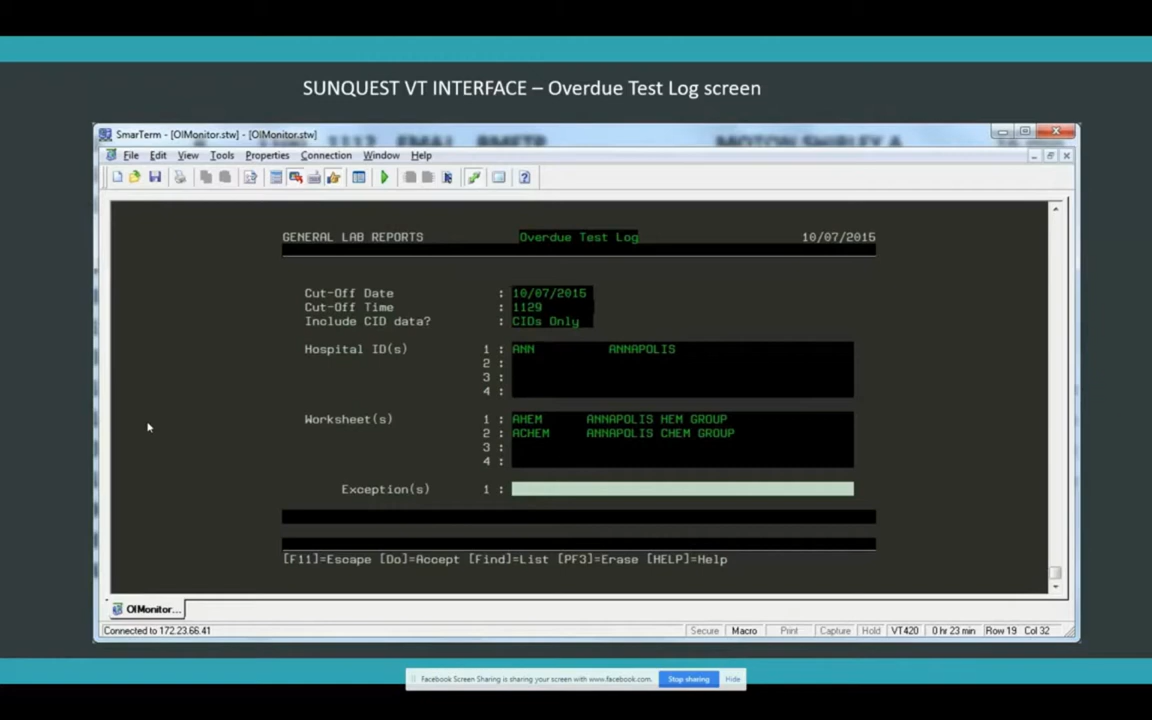 SUNQUEST VT INTERFACE – Overdue Test Log screen
SmarTerm - [OIMonitor.stw] - [OIMonitor.stw]
File Edit View Tools Properties Connection Window Help
GENERAL LAB REPORTS Overdue Test Log 10/07/2015
Cut-Off Date : 10/07/2015
Cut-Off Time : 1129
Include CID data? : CIDs Only
Hospital ID(s) 1 : ANN ANNAPOLIS
2 :
3 :
4 :
Worksheet(s) 1 : AHEM ANNAPOLIS HEM GROUP
2 : ACHEM ANNAPOLIS CHEM GROUP
3 :
4 :
Exception(s) 1 :
[F11]=Escape [Do]=Accept [Find]=List [PF3]=Erase [HELP]=Help
OIMonitor...
Connected to 172.23.66.41 Secure Macro Print Capture Hold VT420 0 hr 23 min Row 19 Col 32
Facebook Screen Sharing is sharing your screen with www.facebook.com. Stop sharing Hide